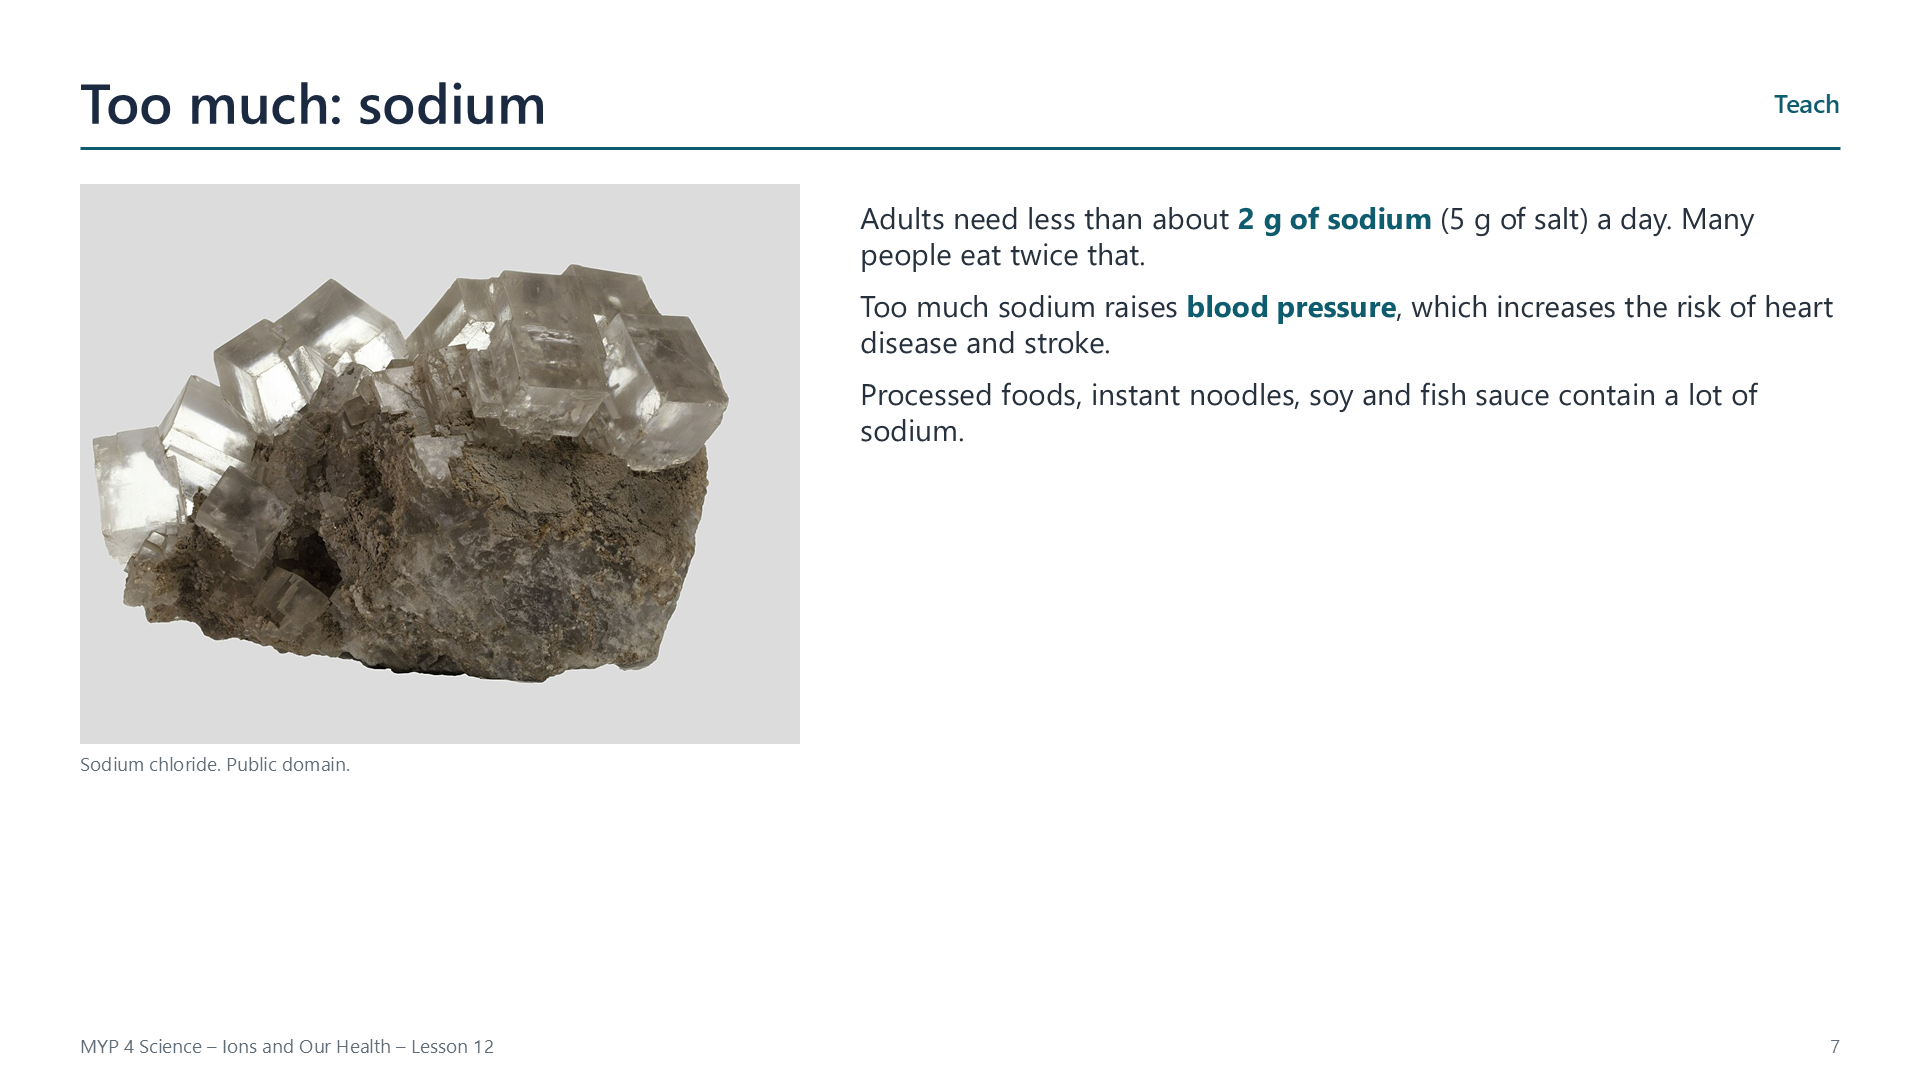 Too much: sodium
Teach
Adults need less than about 2 g of sodium (5 g of salt) a day. Many
people eat twice that.
Too much sodium raises blood pressure, which increases the risk of heart
disease and stroke.
Processed foods, instant noodles, soy and fish sauce contain a lot of
sodium.
Sodium chloride. Public domain.
MYP 4 Science – Ions and Our Health – Lesson 12
7